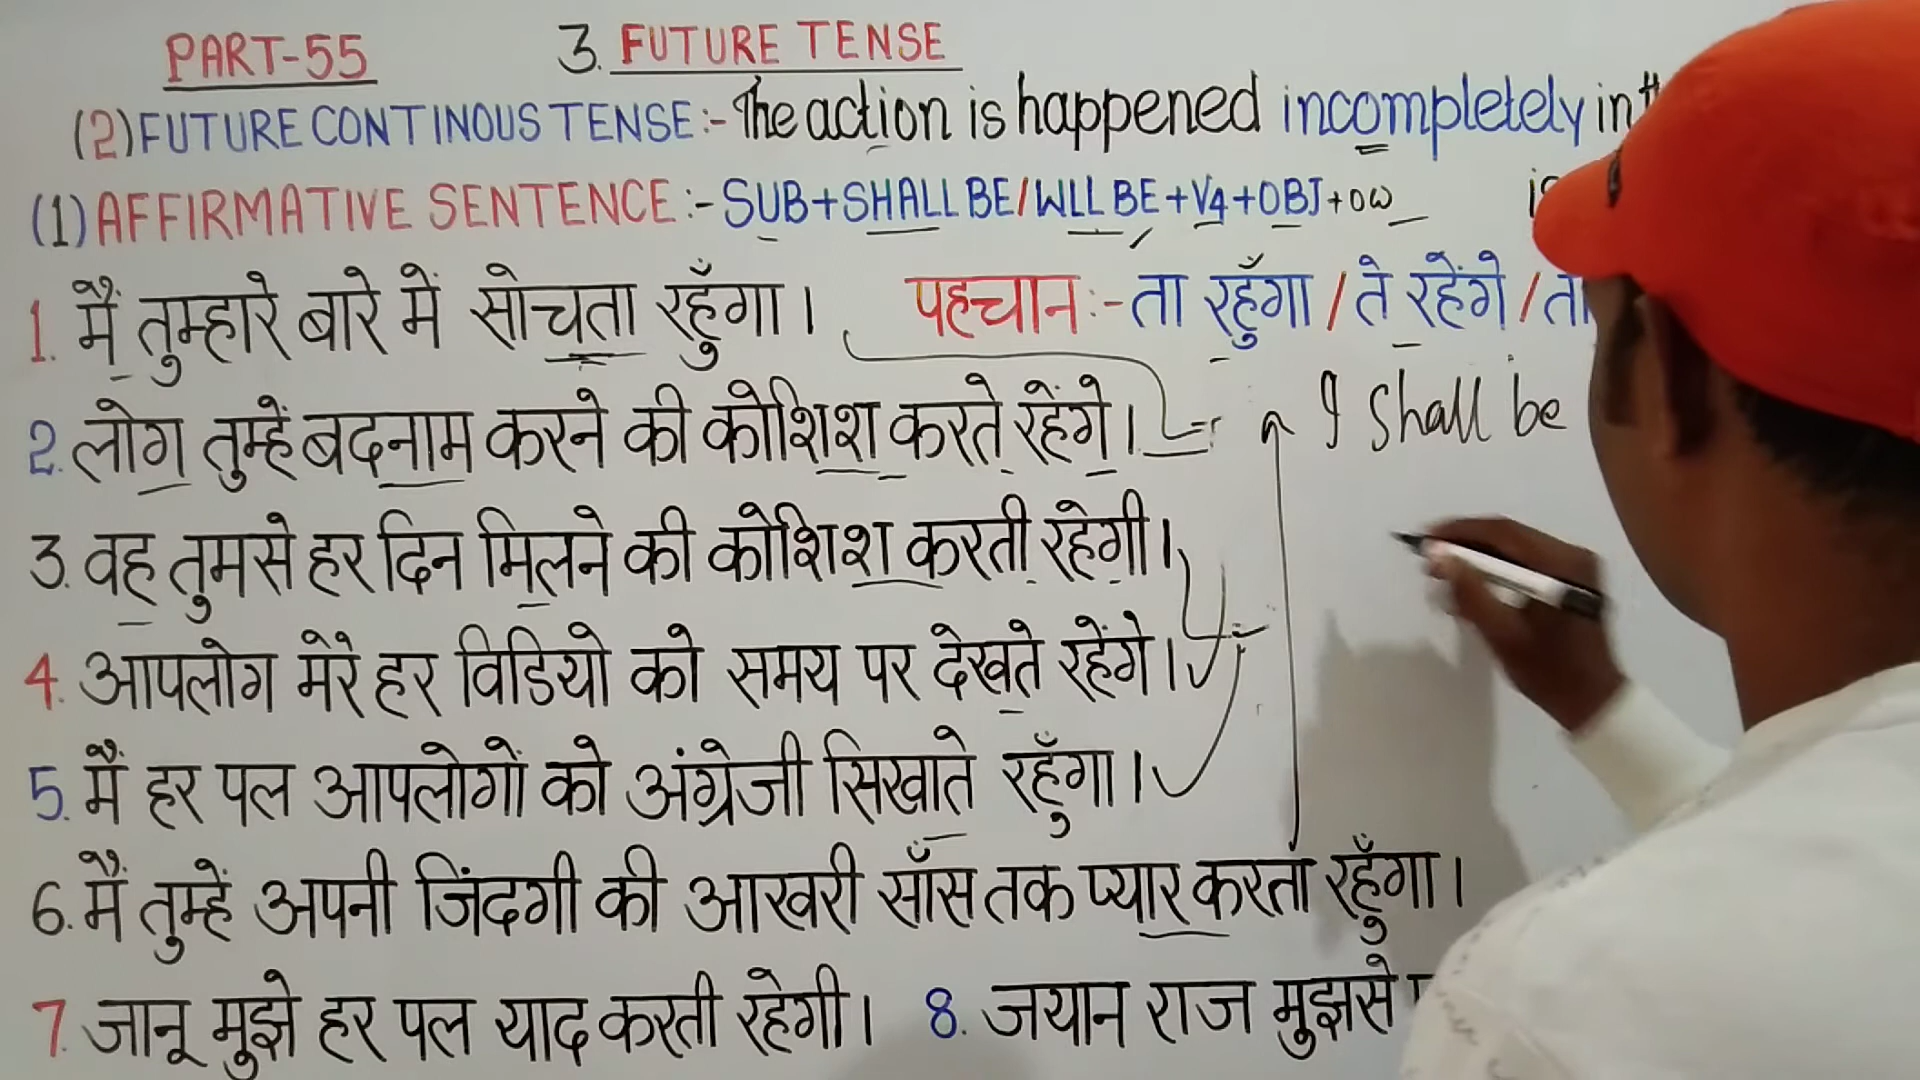 PART-55 3. FUTURE TENSE
(2) FUTURE CONTINOUS TENSE:- The action is happened incompletely in
(1) AFFIRMATIVE SENTENCE:- SUB+SHALL BE/WLL BE+V4+OBJ+OW
1. मैं तुम्हारे बारे में सोचता रहुँगा। पहचान:- ता रहुँगा / ते रहेंगे /
I shall be
2. लोग तुम्हें बदनाम करने की कोशिश करते रहेंगे।
3. वह तुमसे हर दिन मिलने की कोशिश करती रहेगी।
4. आपलोग मेरे हर विडियो को समय पर देखते रहेंगे।
5. मैं हर पल आपलोगों को अंग्रेजी सिखाते रहुँगा।
6. मैं तुम्हें अपनी जिंदगी की आखरी साँस तक प्यार करता रहुँगा।
7. जानू मुझे हर पल याद करती रहेगी। 8. जयान राज मुझसे